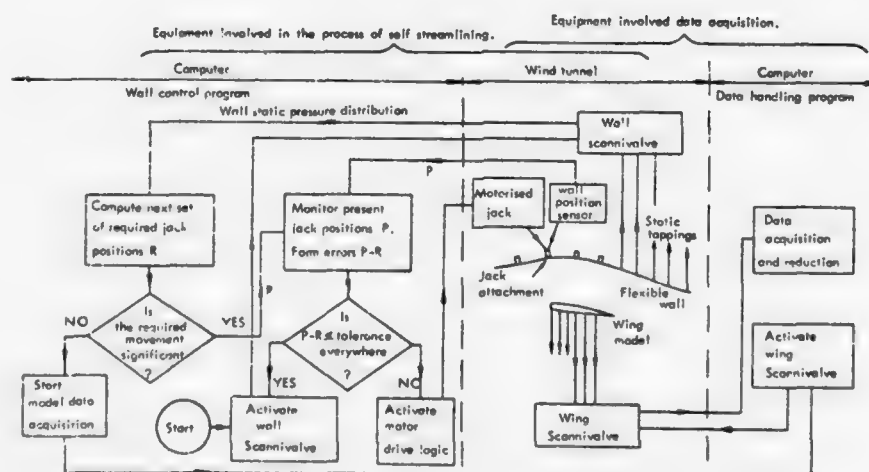 Equipment involved in the process of self streamlining.
Equipment involved data acquisition.
Computer
Wind tunnel
Computer
Wall control program
Data handling program
Wall static pressure distribution
Wall
scannivalve
P
Compute next set
of required jack
positions R
Monitor present
jack positions P.
Form errors P-R
Motorised
jack
wall
position
sensor
Static
tappings
Data
acquisition
and reduction
P
Jack
attachment
Flexible
wall
NO
Is
the required
movement
significant
?
YES
Is
P-R≤tolerance
everywhere
?
Wing
model
Activate
wing
Scannivalve
Start
model data
acquisition
YES
NO
Start
Activate
wall
Scannivalve
Activate
motor
drive logic
Wing
Scannivalve